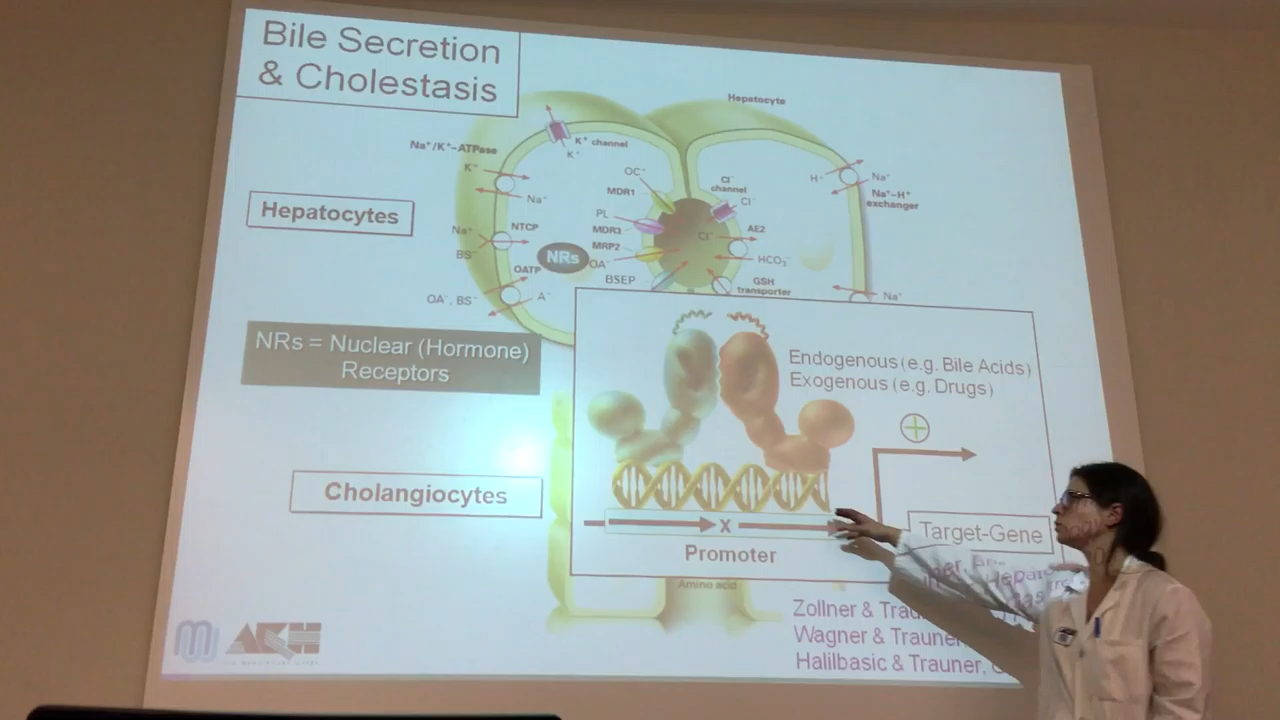 Bile Secretion
& Cholestasis
Hepatocyte
Na⁺/K⁺–ATPase
K⁺ channel
K⁺
K⁺
Na⁺
OC⁺
MDR1
Cl⁻
channel
Cl⁻
H⁺
Na⁺
Na⁺–H⁺
exchanger
Hepatocytes
PL
MDR3
Na⁺
NTCP
BS⁻
MRP2
OA⁻
NRs
Cl⁻
AE2
HCO₃⁻
OATP
BSEP
GSH
transporter
OA⁻, BS⁻
A⁻
Na⁺
NRs = Nuclear (Hormone)
Receptors
Endogenous (e.g. Bile Acids)
Exogenous (e.g. Drugs)
+
Cholangiocytes
x
Promoter
Target-Gene
Amino acid
Zollner &
Wagner & Trauner,
Halilbasic & Trauner,
AKH